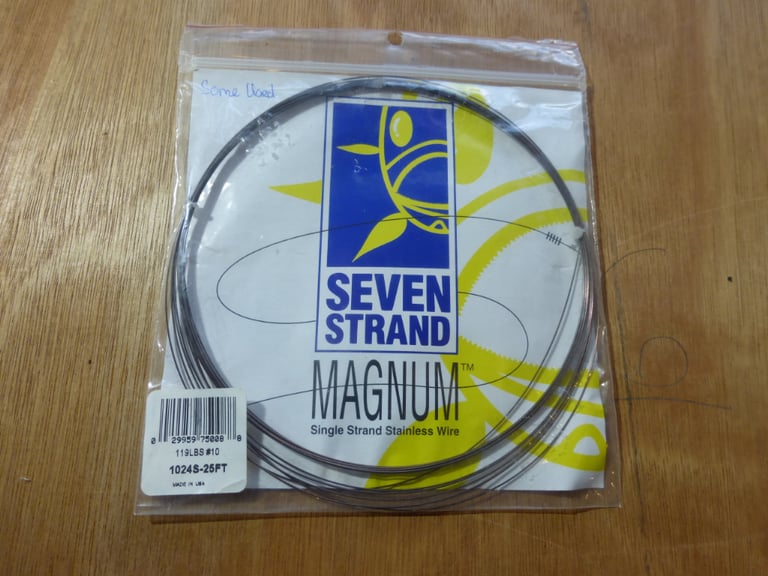 Some Used
SEVEN
STRAND
MAGNUM™
Single Strand Stainless Wire
0 29959 75008 8
119LBS #10
1024S-25FT
MADE IN USA